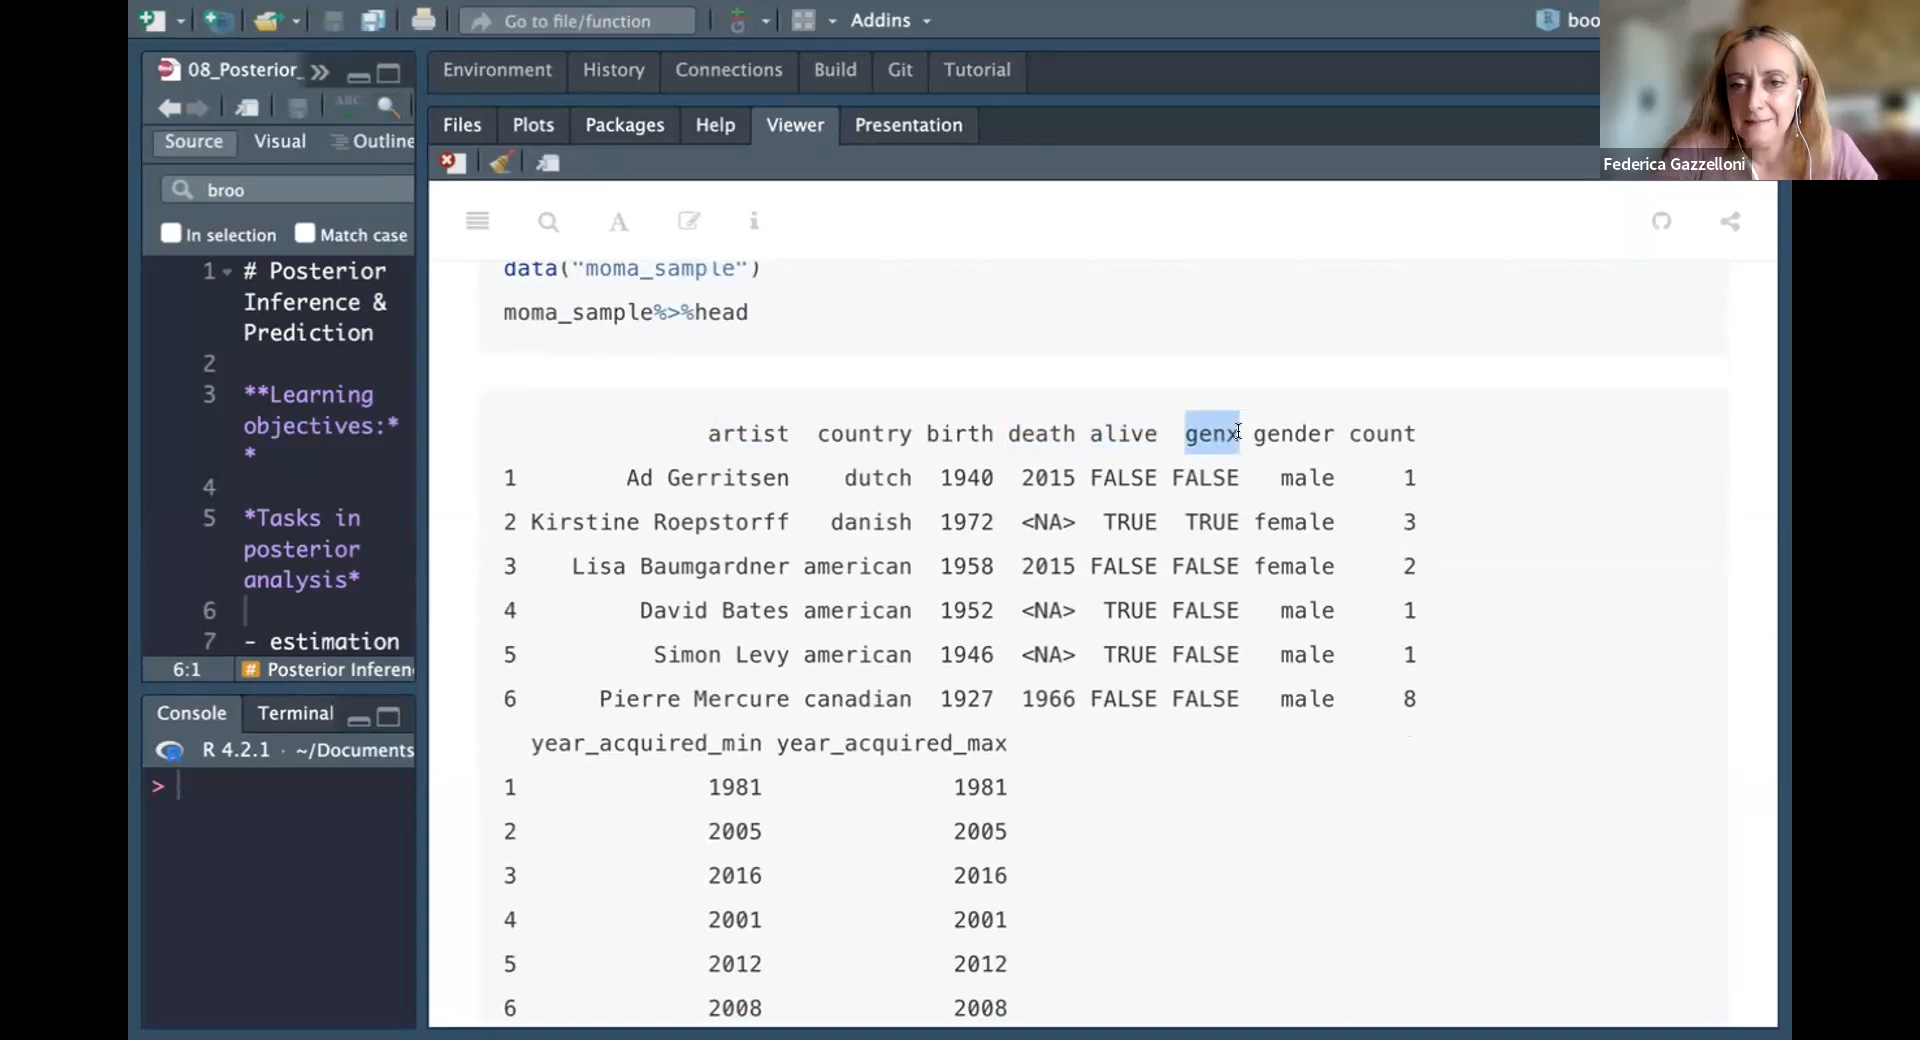 Go to file/function
Addins
boo
08_Posterior_
Environment
History
Connections
Build
Git
Tutorial
ABC
Source
Visual
Outline
Files
Plots
Packages
Help
Viewer
Presentation
Federica Gazzelloni
broo
In selection
Match case
1 # Posterior
Inference &
Prediction
2
3 **Learning
objectives:*
*
4
5 *Tasks in
posterior
analysis*
6
7 - estimation
6:1 # Posterior Inferen
Console
Terminal
R 4.2.1 · ~/Documents
>
data("moma_sample")
moma_sample%>%head
artist country birth death alive genx gender count
1 Ad Gerritsen dutch 1940 2015 FALSE FALSE male 1
2 Kirstine Roepstorff danish 1972 <NA> TRUE TRUE female 3
3 Lisa Baumgardner american 1958 2015 FALSE FALSE female 2
4 David Bates american 1952 <NA> TRUE FALSE male 1
5 Simon Levy american 1946 <NA> TRUE FALSE male 1
6 Pierre Mercure canadian 1927 1966 FALSE FALSE male 8
year_acquired_min year_acquired_max
1 1981 1981
2 2005 2005
3 2016 2016
4 2001 2001
5 2012 2012
6 2008 2008